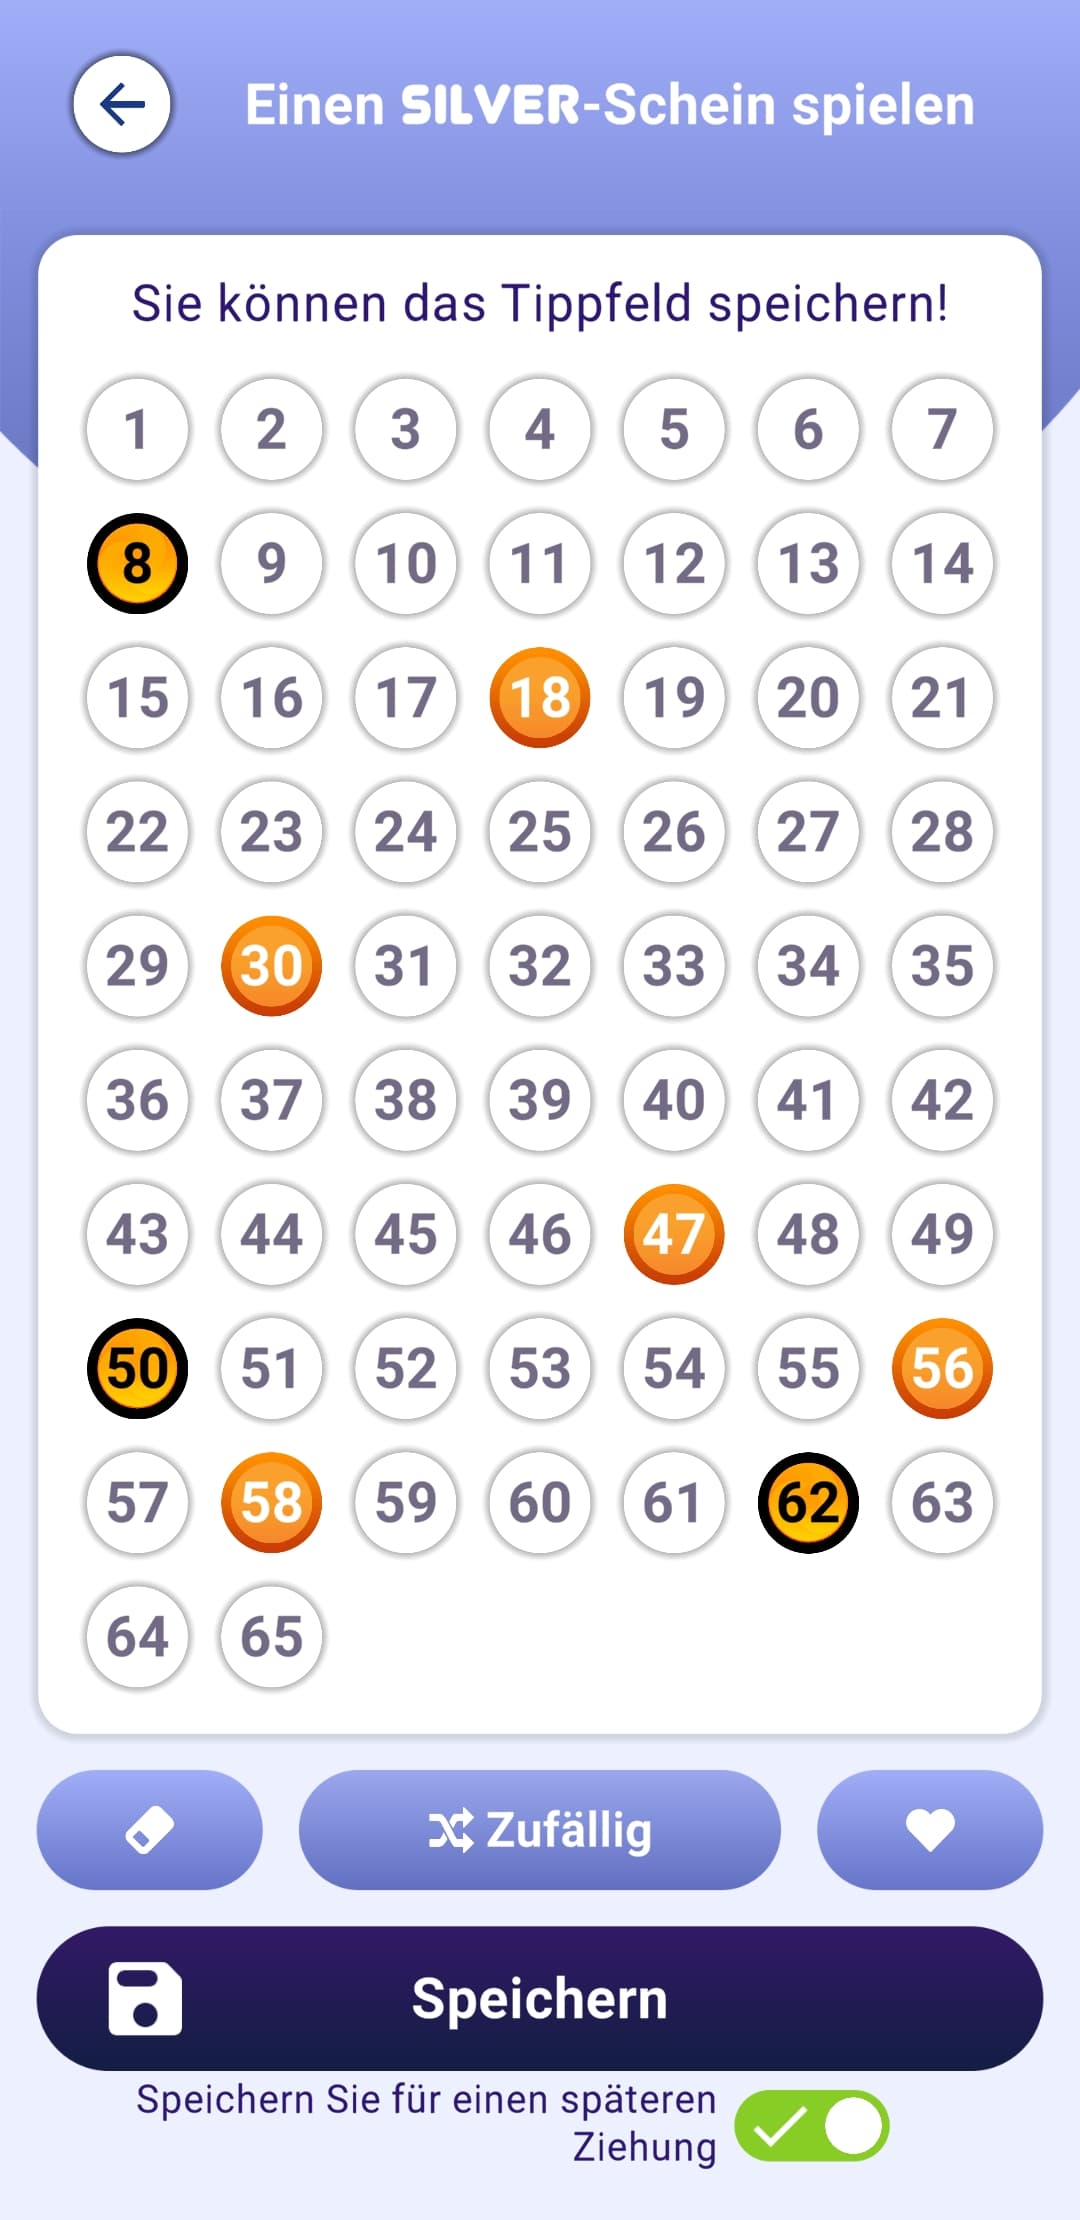 Einen SILVER-Schein spielen
Sie können das Tippfeld speichern!
1 2 3 4 5 6 7
8 9 10 11 12 13 14
15 16 17 18 19 20 21
22 23 24 25 26 27 28
29 30 31 32 33 34 35
36 37 38 39 40 41 42
43 44 45 46 47 48 49
50 51 52 53 54 55 56
57 58 59 60 61 62 63
64 65
Zufällig
Speichern
Speichern Sie für einen späteren
Ziehung